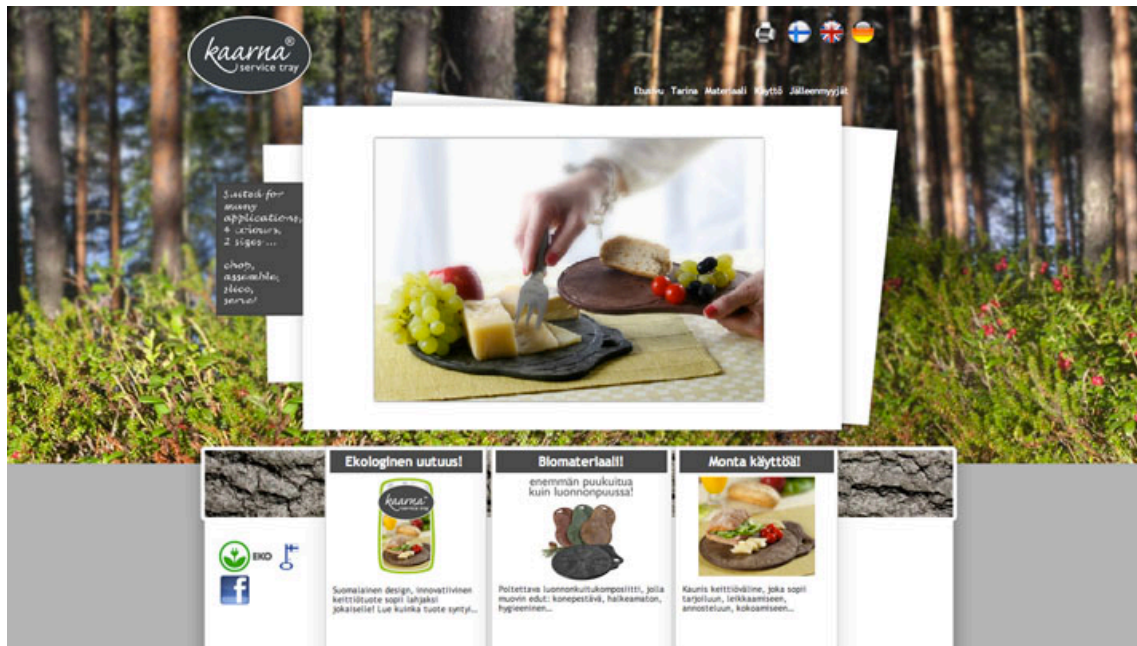 kaarna®
service tray
Etusivu Tarina Materiaali Käyttö Jälleenmyyjät
Suited for
many
applications,
4 colours,
2 sizes ...
chop,
assemble,
slice,
serve!
Ekologinen uutuus!
kaarna®
service tray
Suomalainen design, innovatiivinen
keittiötuote sopii lahjaksi
jokaiselle! Lue kuinka tuote syntyi...
Biomateriaali!
enemmän puukuitua
kuin luonnonpuussa!
Poltettava luonnonkuitukomposiitti, jolla
muovin edut: konepestävä, halkeamaton,
hygieeninen...
Monta käyttöä!
Kaunis keittiöväline, joka sopii
tarjoiluun, leikkaamiseen,
annosteluun, kokoamiseen...
EKO
f